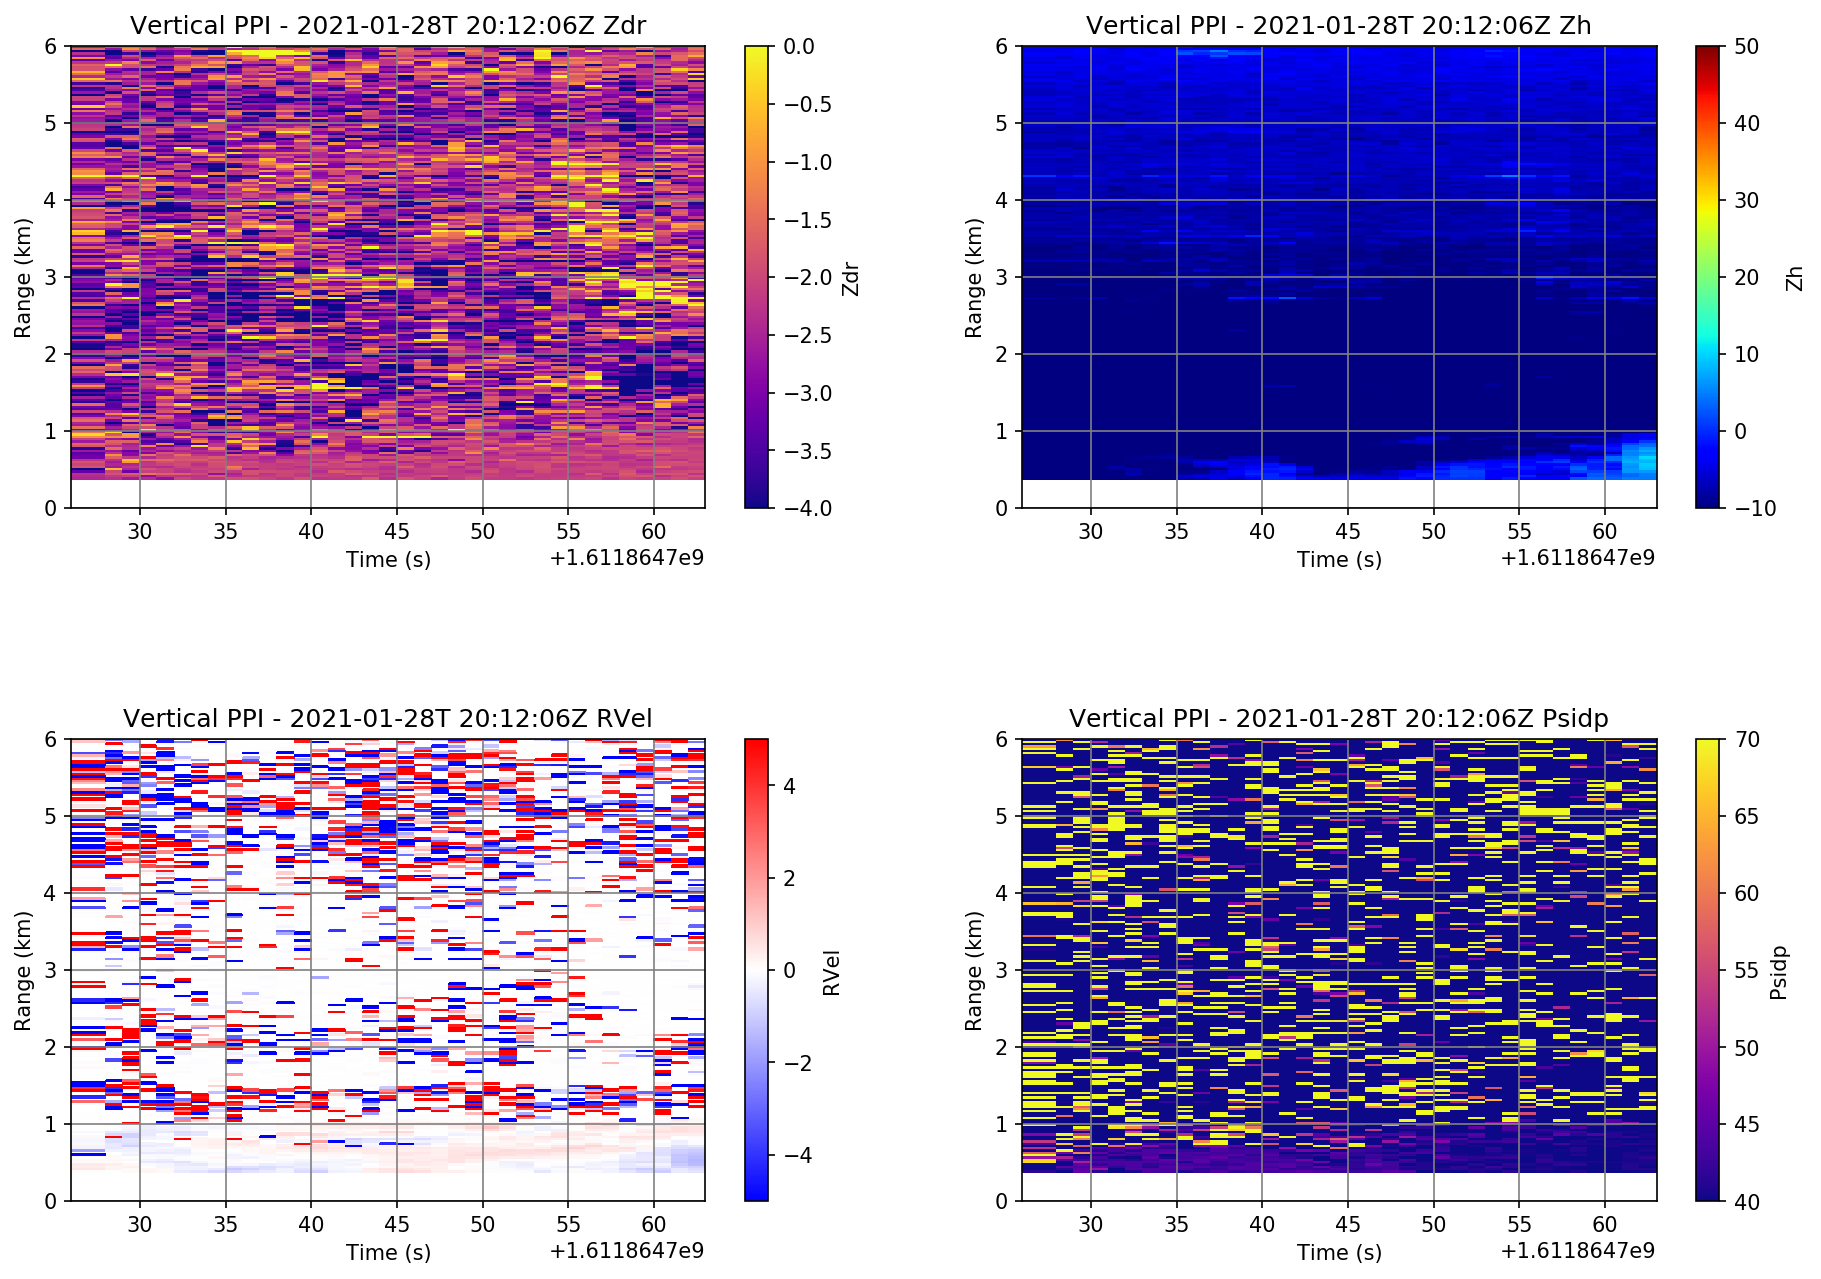 Vertical PPI - 2021-01-28T 20:12:06Z Zdr
6
5
4
3
2
1
0
Range (km)
30 35 40 45 50 55 60
Time (s)
+1.6118647e9
0.0
−0.5
−1.0
−1.5
−2.0
−2.5
−3.0
−3.5
−4.0
Zdr
Vertical PPI - 2021-01-28T 20:12:06Z Zh
6
5
4
3
2
1
0
Range (km)
30 35 40 45 50 55 60
Time (s)
+1.6118647e9
50
40
30
20
10
0
−10
Zh
Vertical PPI - 2021-01-28T 20:12:06Z RVel
6
5
4
3
2
1
0
Range (km)
30 35 40 45 50 55 60
Time (s)
+1.6118647e9
4
2
0
−2
−4
RVel
Vertical PPI - 2021-01-28T 20:12:06Z Psidp
6
5
4
3
2
1
0
Range (km)
30 35 40 45 50 55 60
Time (s)
+1.6118647e9
70
65
60
55
50
45
40
Psidp